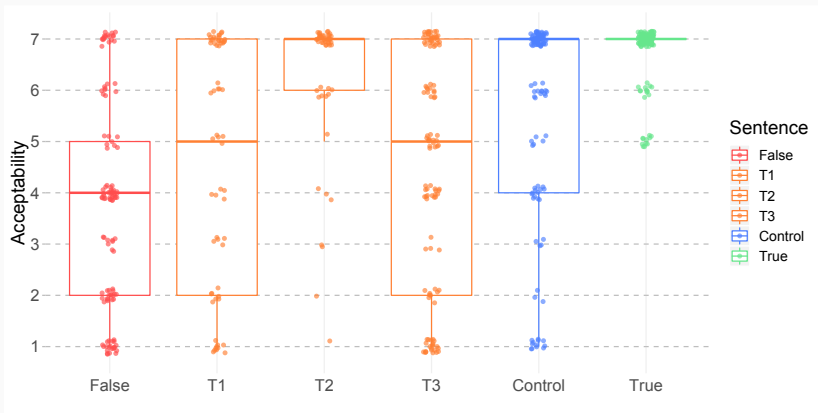 Acceptability
7
6
5
4
3
2
1
False
T1
T2
T3
Control
True
Sentence
False
T1
T2
T3
Control
True